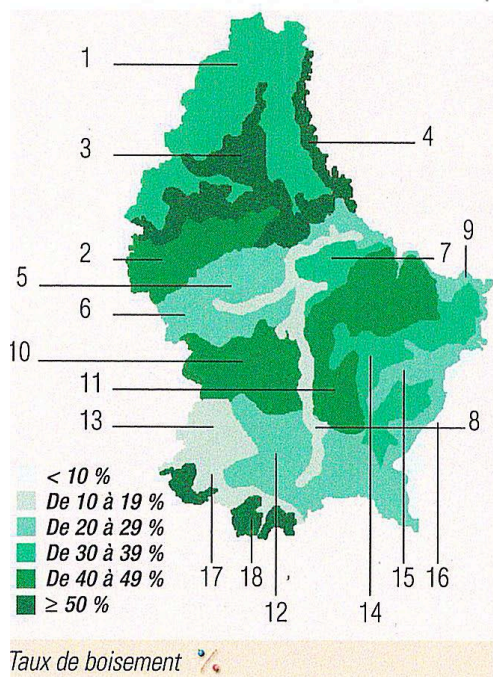 1
3
4
9
2
7
5
6
10
11
13
8
< 10 %
De 10 à 19 %
De 20 à 29 %
De 30 à 39 %
De 40 à 49 %
≥ 50 %
17 18 15 16
12 14
Taux de boisement %